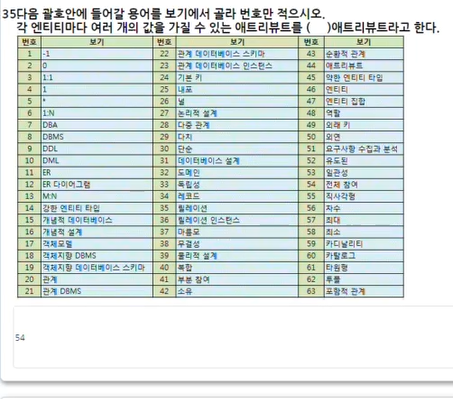 35다음 괄호안에 들어갈 용어를 보기에서 골라 번호만 적으시오.
각 엔티티마다 여러 개의 값을 가질 수 있는 애트리뷰트를 (    )애트리뷰트라고 한다.
번호 보기 번호 보기 번호 보기
1 -1 22 관계 데이터베이스 스키마 43 순환적 관계
2 0 23 관계 데이터베이스 인스턴스 44 애트리뷰트
3 1:1 24 기본 키 45 약한 엔티티 타입
4 1 25 내포 46 엔티티
5 * 26 널 47 엔티티 집합
6 1:N 27 논리적 설계 48 역할
7 DBA 28 다중 관계 49 외래 키
8 DBMS 29 다치 50 외연
9 DDL 30 단순 51 요구사항 수집과 분석
10 DML 31 데이터베이스 설계 52 유도된
11 ER 32 도메인 53 일관성
12 ER 다이어그램 33 독립성 54 전체 참여
13 M:N 34 레코드 55 직사각형
14 강한 엔티티 타입 35 릴레이션 56 차수
15 개념적 데이터베이스 36 릴레이션 인스턴스 57 최대
16 개념적 설계 37 마름모 58 최소
17 객체모델 38 무결성 59 카디날리티
18 객체지향 DBMS 39 물리적 설계 60 카탈로그
19 객체지향 데이터베이스 스키마 40 복합 61 타원형
20 관계 41 부분 참여 62 투플
21 관계 DBMS 42 소유 63 포함적 관계
54